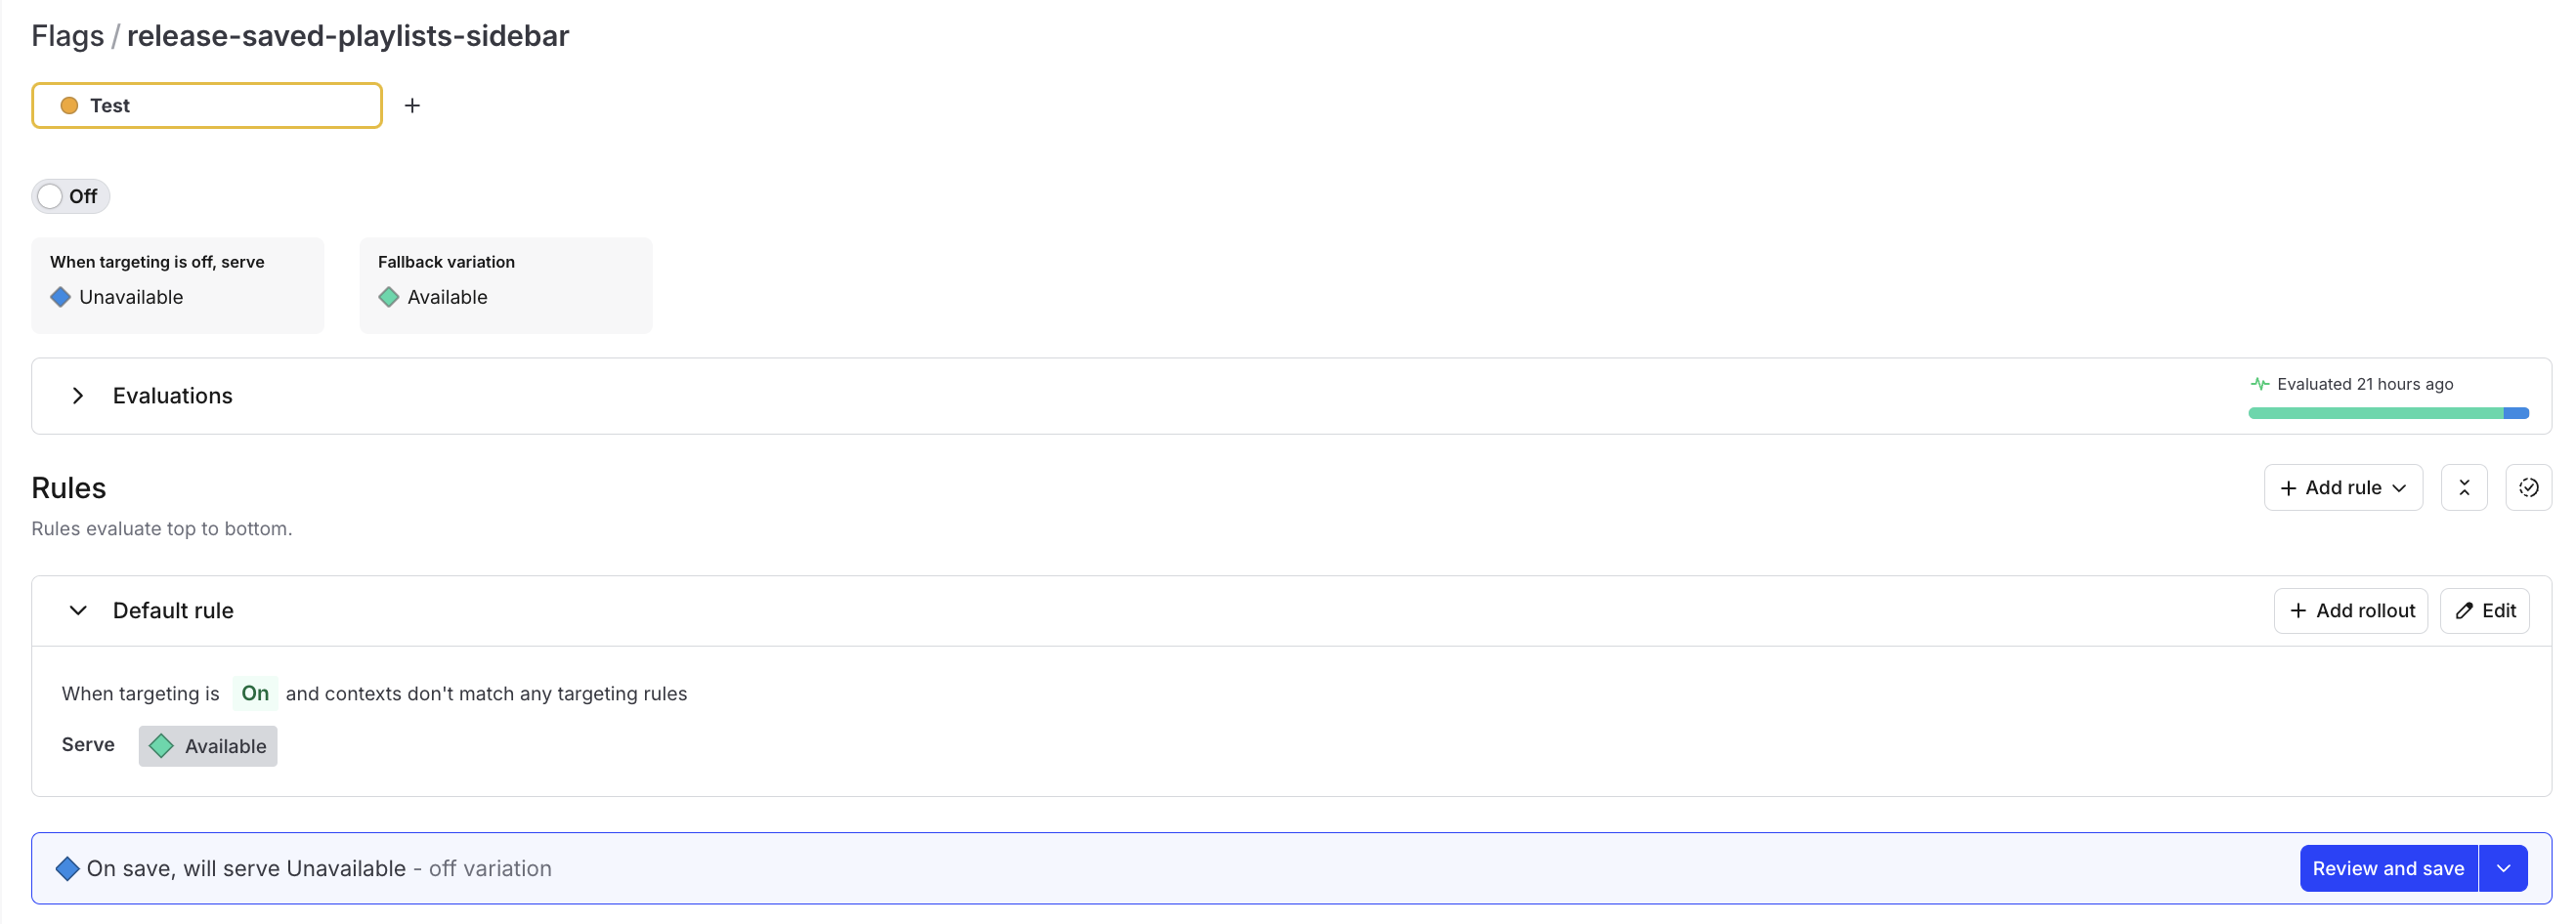 Flags / release-saved-playlists-sidebar
Test
Off
When targeting is off, serve
Unavailable
Fallback variation
Available
Evaluations
Evaluated 21 hours ago
Rules
Add rule
Rules evaluate top to bottom.
Default rule
Add rollout
Edit
When targeting is On and contexts don't match any targeting rules
Serve Available
On save, will serve Unavailable - off variation
Review and save